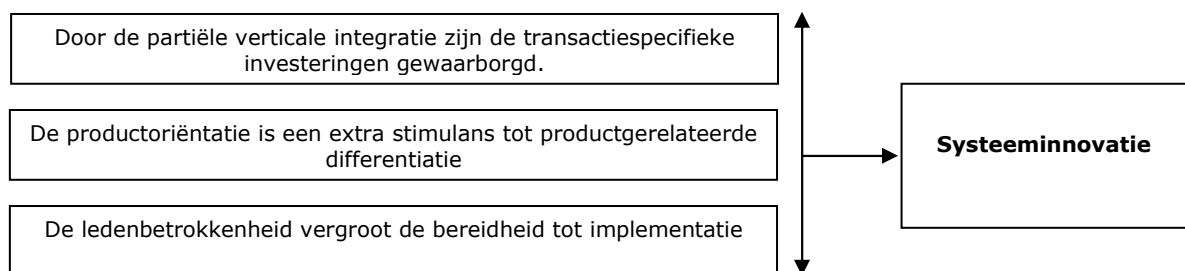 Door de partiële verticale integratie zijn de transactiespecifieke
investeringen gewaarborgd.
De productoriëntatie is een extra stimulans tot productgerelateerde
differentiatie
De ledenbetrokkenheid vergroot de bereidheid tot implementatie
Systeeminnovatie